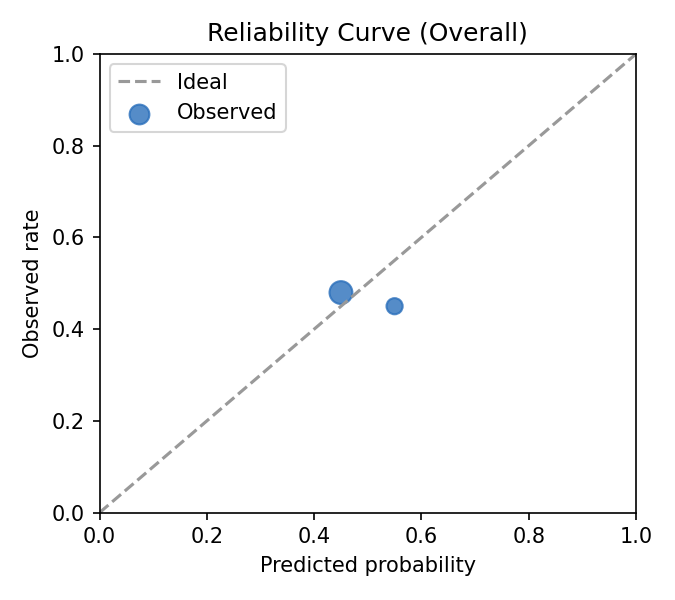 Reliability Curve (Overall)
Ideal
Observed
Observed rate
1.0
0.8
0.6
0.4
0.2
0.0
0.0 0.2 0.4 0.6 0.8 1.0
Predicted probability